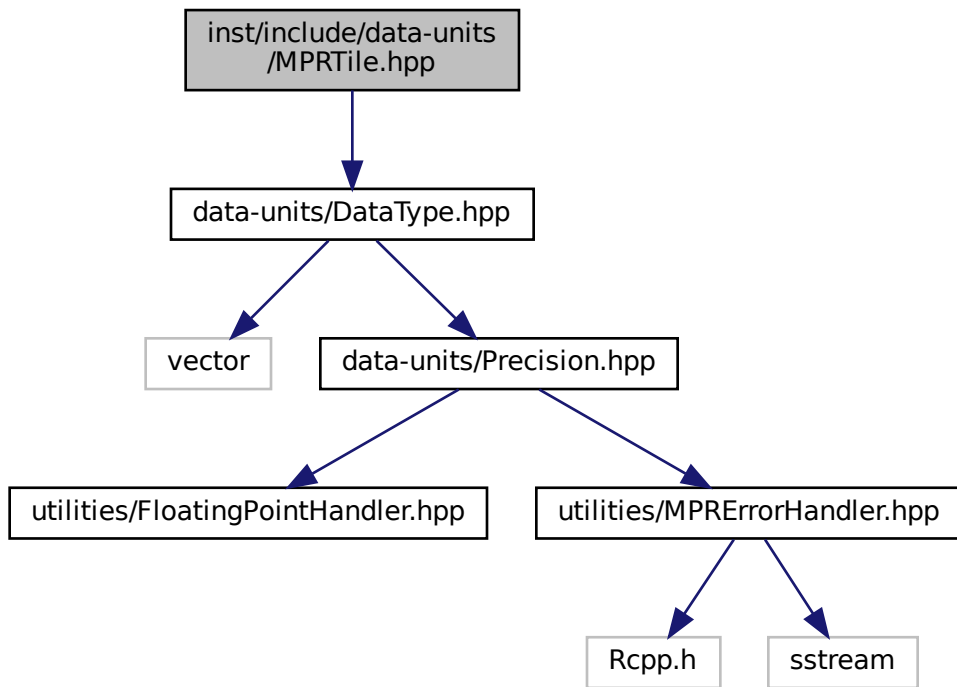 inst/include/data-units
/MPRTile.hpp
data-units/DataType.hpp
vector
data-units/Precision.hpp
utilities/FloatingPointHandler.hpp
utilities/MPRErrorHandler.hpp
Rcpp.h
sstream